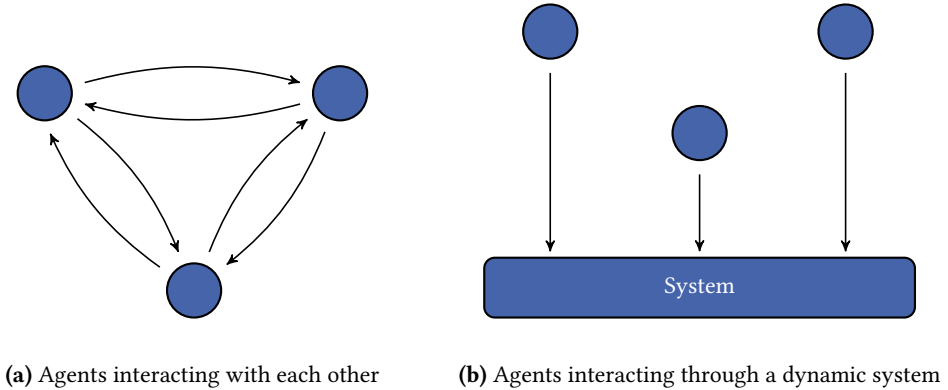 System
(a) Agents interacting with each other
(b) Agents interacting through a dynamic system